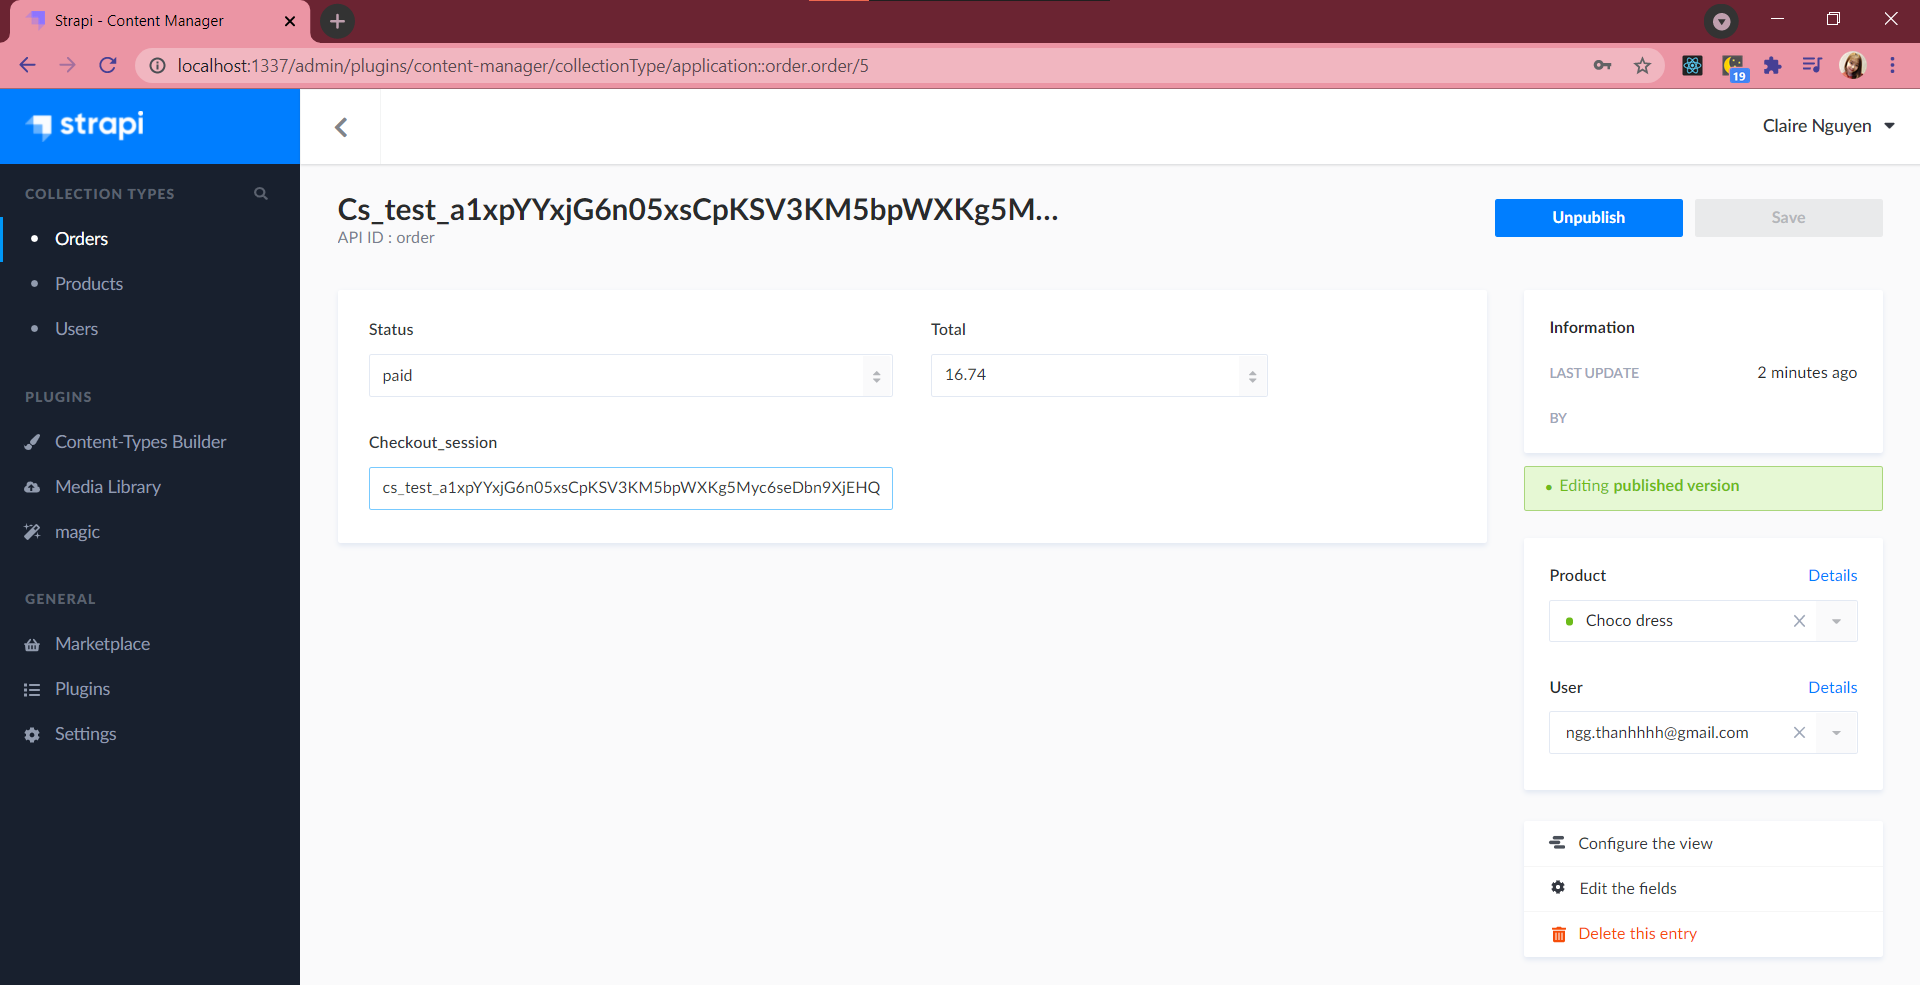 Strapi - Content Manager
localhost:1337/admin/plugins/content-manager/collectionType/application::order.order/5
19
strapi
Claire Nguyen
COLLECTION TYPES
Orders
Products
Users
PLUGINS
Content-Types Builder
Media Library
magic
GENERAL
Marketplace
Plugins
Settings
Cs_test_a1xpYYxjG6n05xsCpKSV3KM5bpWXKg5M...
API ID : order
Unpublish
Save
Status
Total
paid
16.74
Checkout_session
cs_test_a1xpYYxjG6n05xsCpKSV3KM5bpWXKg5Myc6seDbn9XjEHQ
Information
LAST UPDATE
2 minutes ago
BY
Editing published version
Product
Details
Choco dress
User
Details
ngg.thanhhhh@gmail.com
Configure the view
Edit the fields
Delete this entry